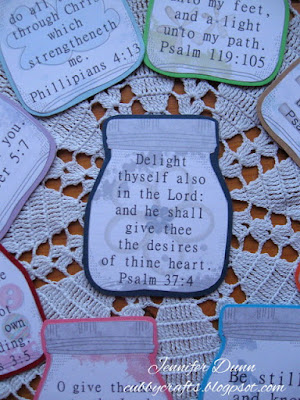 do all
through Christ
which
strengtheneth
me.
Phillipians 4:13
unto my feet,
and a light
unto my path.
Psalm 119:105
you.
5:7
Delight
thyself also
in the Lord:
and he shall
give thee
the desires
of thine heart.
Psalm 37:4
own
3:5
O give
Be still
Jennifer Dunn
cubbycrafts.blogspot.com